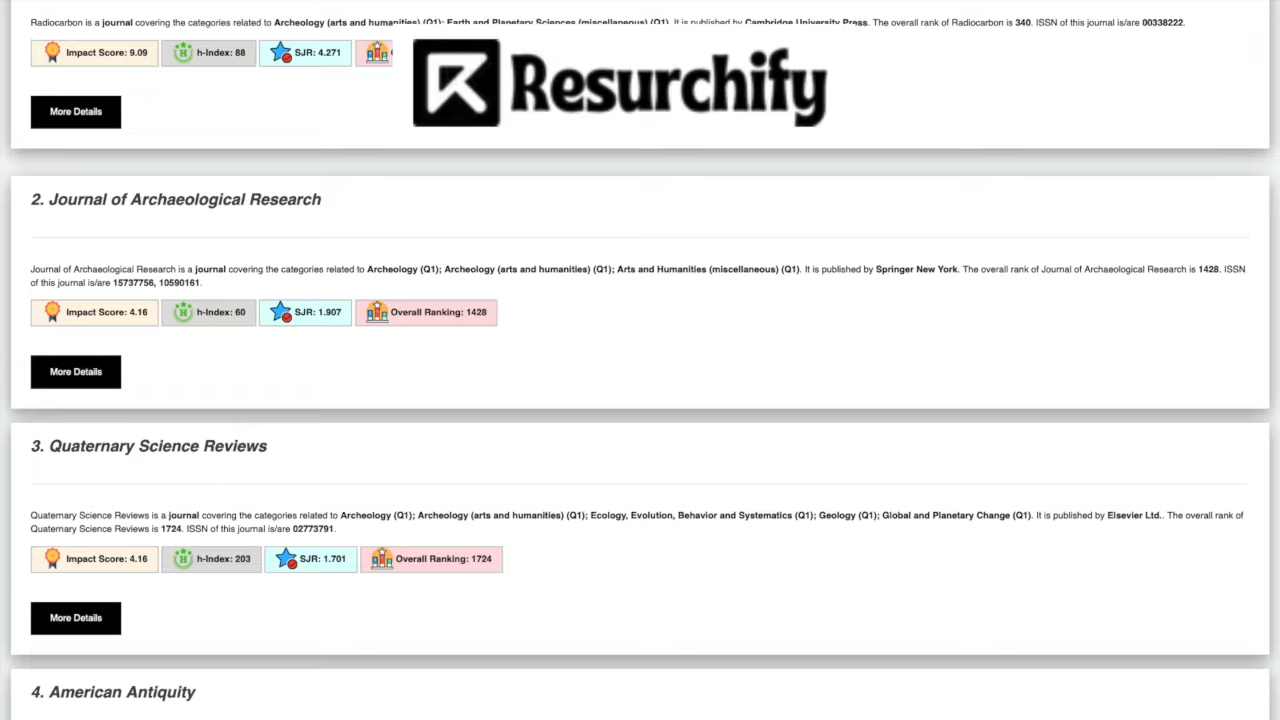 Radiocarbon is a journal covering the categories related to Archeology (arts and humanities) (Q1); Earth and Planetary Sciences (miscellaneous) (Q1). It is published by Cambridge University Press. The overall rank of Radiocarbon is 340. ISSN of this journal is/are 00338222.
Impact Score: 9.09 h-Index: 88 SJR: 4.271
Resurchify
More Details
2. Journal of Archaeological Research
Journal of Archaeological Research is a journal covering the categories related to Archeology (Q1); Archeology (arts and humanities) (Q1); Arts and Humanities (miscellaneous) (Q1). It is published by Springer New York. The overall rank of Journal of Archaeological Research is 1428. ISSN
of this journal is/are 15737756, 10590161.
Impact Score: 4.16 h-Index: 60 SJR: 1.907 Overall Ranking: 1428
More Details
3. Quaternary Science Reviews
Quaternary Science Reviews is a journal covering the categories related to Archeology (Q1); Archeology (arts and humanities) (Q1); Ecology, Evolution, Behavior and Systematics (Q1); Geology (Q1); Global and Planetary Change (Q1). It is published by Elsevier Ltd.. The overall rank of
Quaternary Science Reviews is 1724. ISSN of this journal is/are 02773791.
Impact Score: 4.16 h-Index: 203 SJR: 1.701 Overall Ranking: 1724
More Details
4. American Antiquity